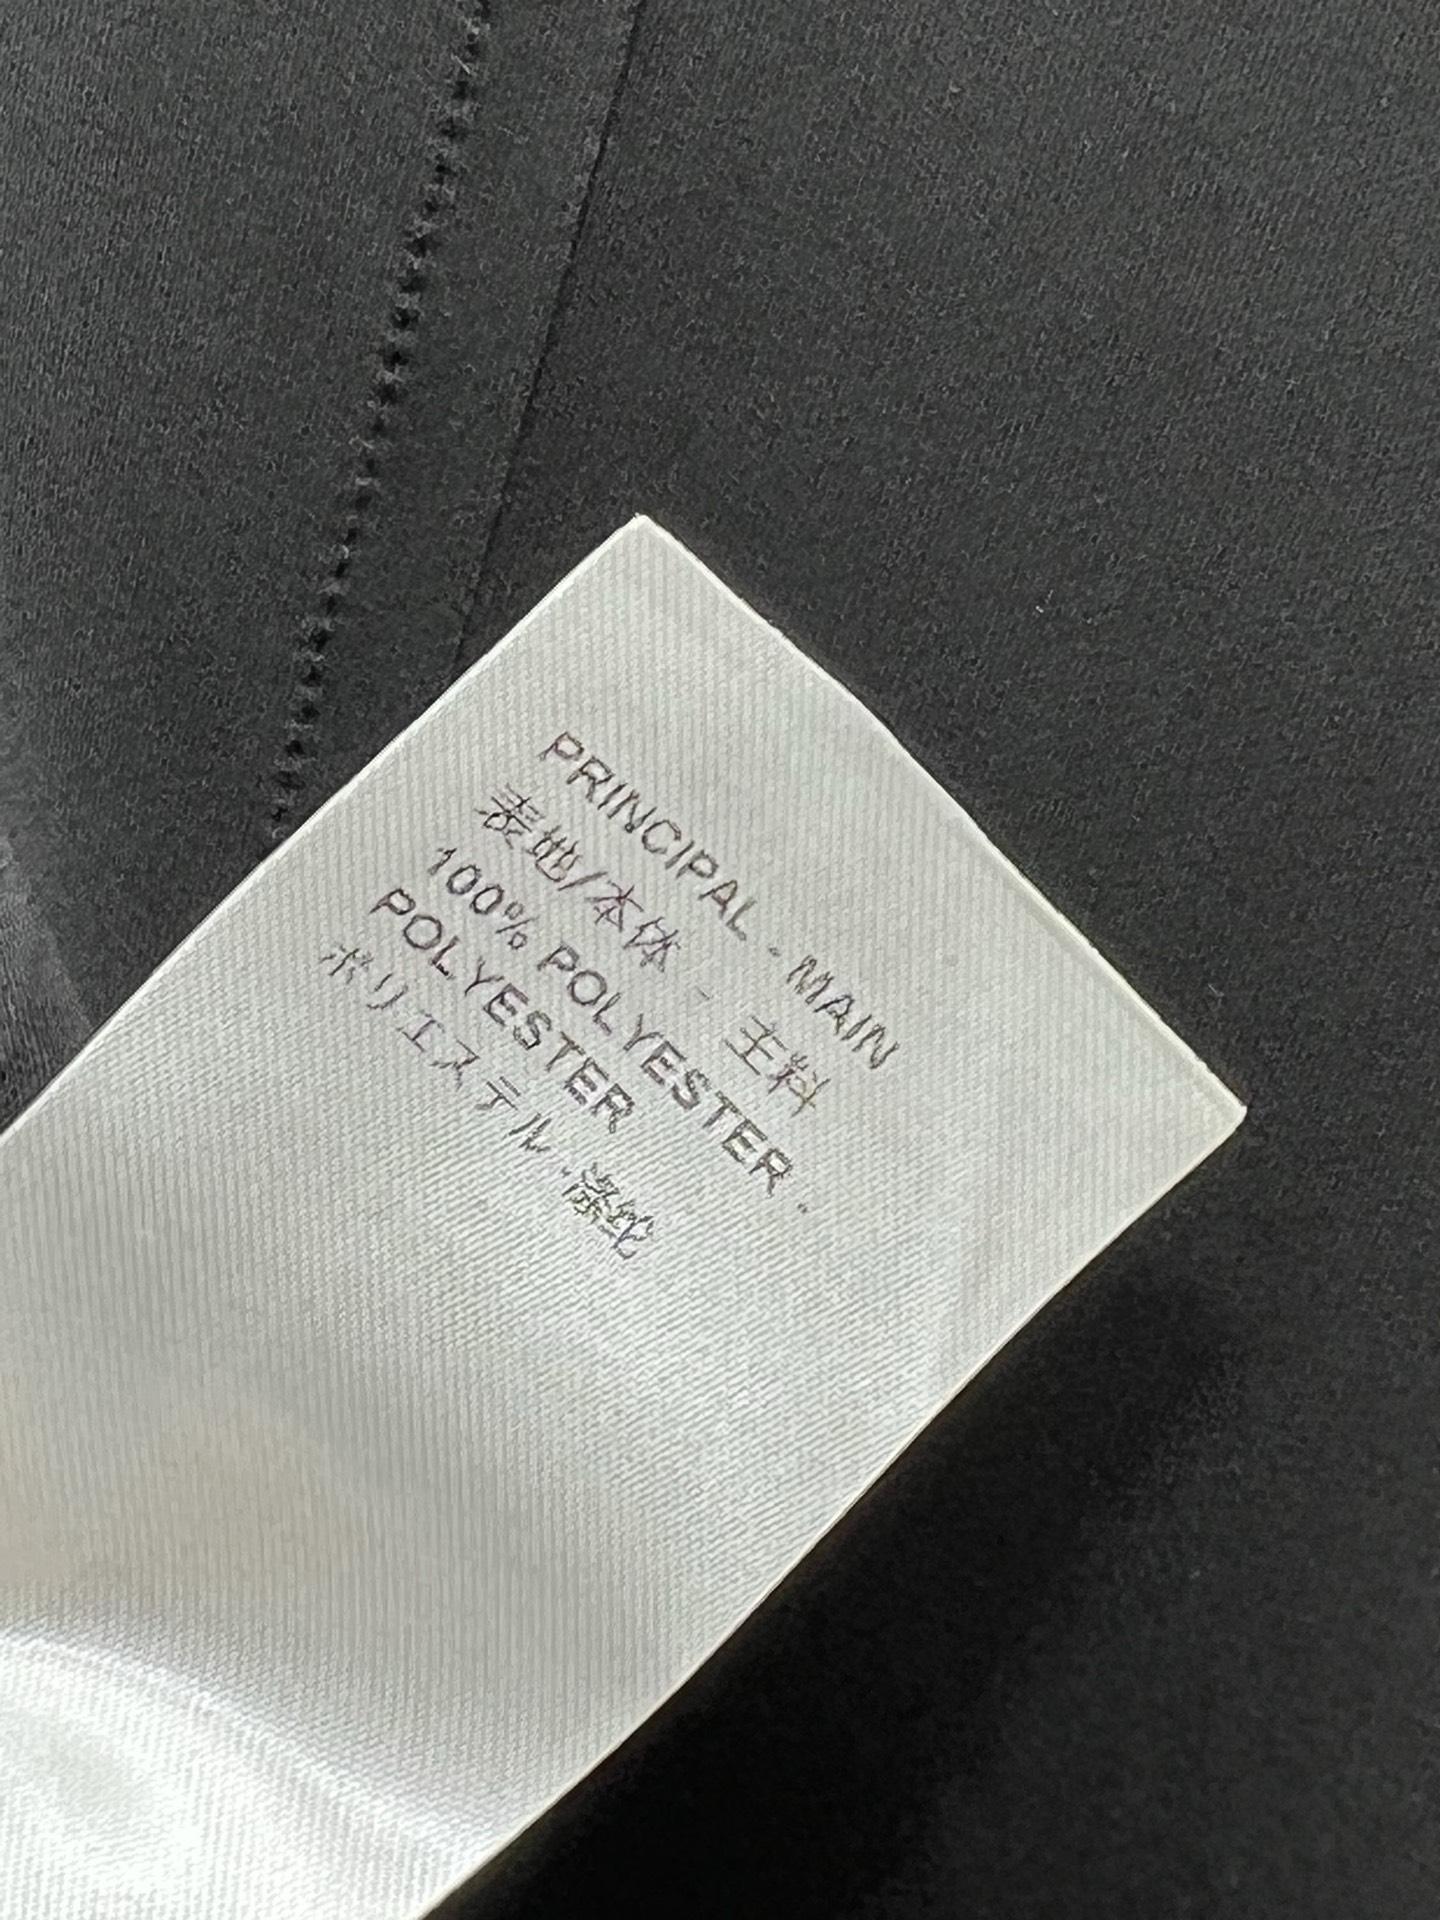 PRINCIPAL - MAIN
表地/本体 - 主料
100% POLYESTER -
POLYESTER
ポリエステル - 涤纶